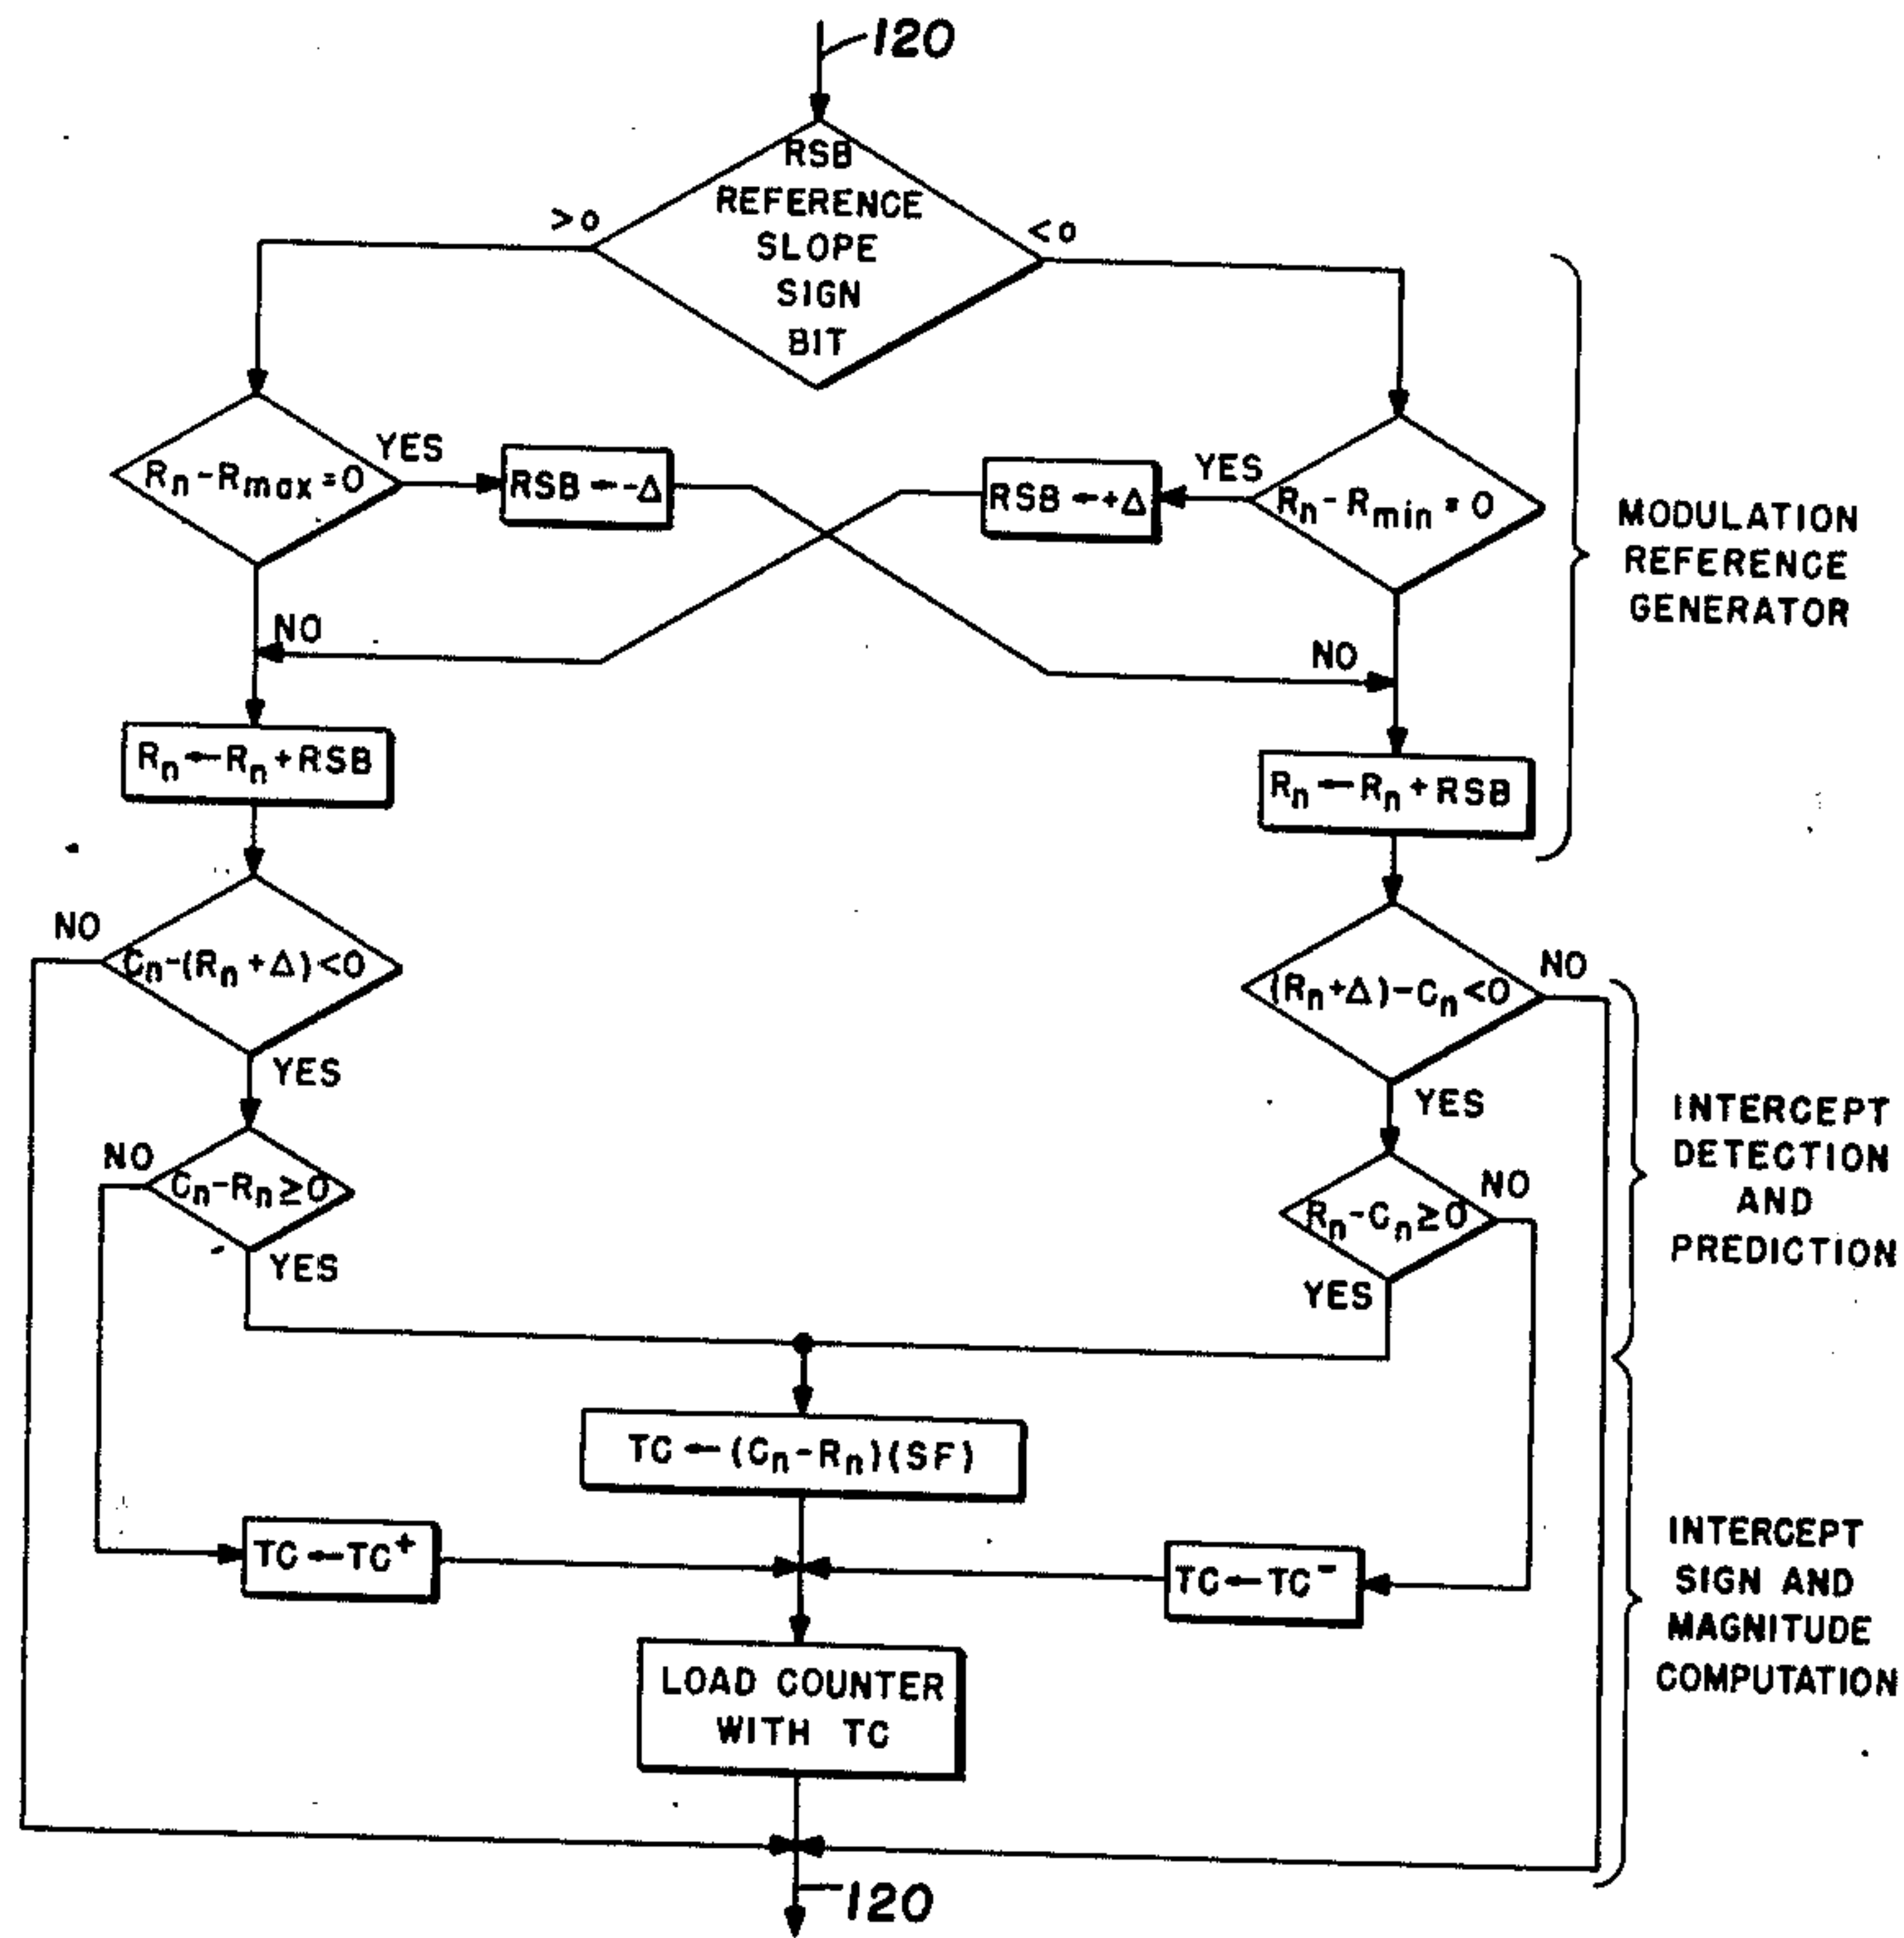 120
RSB
REFERENCE
SLOPE
SIGN
BIT
>0
<0
Rn-Rmax=0
YES
RSB←-Δ
RSB←+Δ
YES
Rn-Rmin=0
NO
NO
MODULATION
REFERENCE
GENERATOR
Rn←Rn+RSB
Rn←Rn+RSB
NO
Cn-(Rn+Δ)<0
YES
(Rn+Δ)-Cn<0
NO
YES
NO
Cn-Rn≥0
YES
Rn-Cn≥0
NO
YES
INTERCEPT
DETECTION
AND
PREDICTION
TC←(Cn-Rn)(SF)
TC←TC+
TC←TC-
LOAD COUNTER
WITH TC
INTERCEPT
SIGN AND
MAGNITUDE
COMPUTATION
120